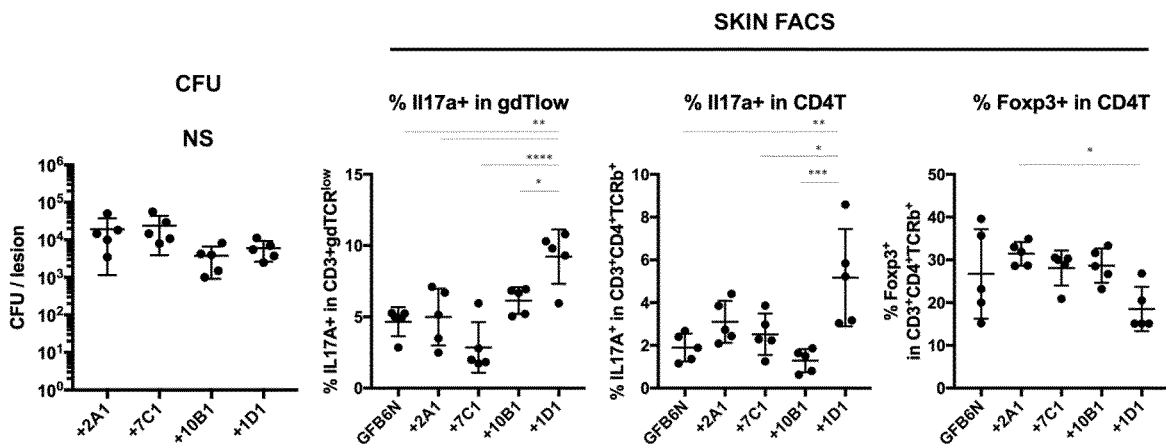 SKIN FACS
CFU
NS
CFU / lesion
10⁶
10⁵
10⁴
10³
10²
10¹
10⁰
+2A1
+7C1
+10B1
+1D1
% Il17a+ in gdTlow
**
****
*
% IL17A+ in CD3+gdTCRlow
15
10
5
0
GFB6N
+2A1
+7C1
+10B1
+1D1
% Il17a+ in CD4T
**
*
***
% IL17A⁺ in CD3⁺CD4⁺TCRb⁺
10
8
6
4
2
0
GFB6N
+2A1
+7C1
+10B1
+1D1
% Foxp3+ in CD4T
*
% Foxp3⁺
in CD3⁺CD4⁺TCRb⁺
50
40
30
20
10
0
GFB6N
+2A1
+7C1
+10B1
+1D1